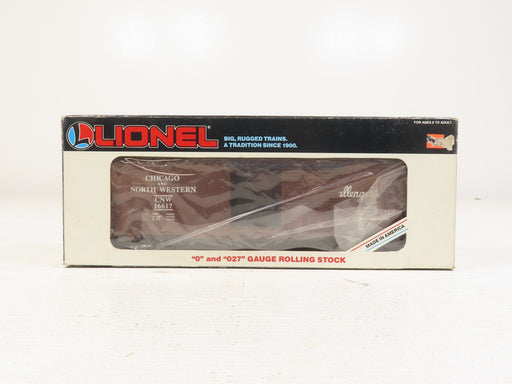 LIONEL
BIG, RUGGED TRAINS.
A TRADITION SINCE 1900.
FOR AGES 8 TO ADULT.
CHICAGO
AND
NORTH WESTERN
CNW
16617
MADE IN AMERICA
"O" and "027" GAUGE ROLLING STOCK